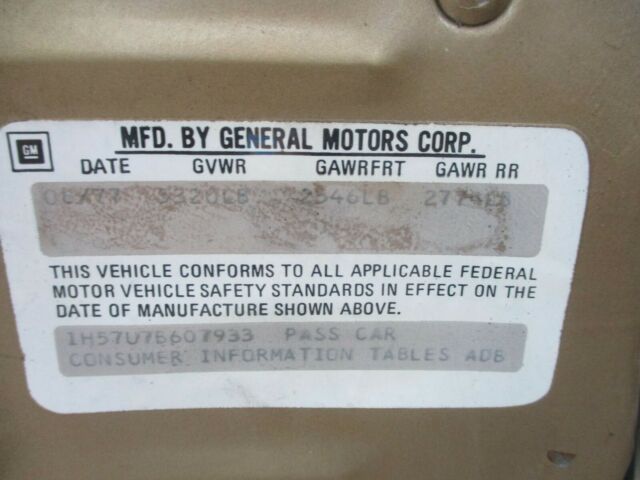 GM
MFD. BY GENERAL MOTORS CORP.
DATE GVWR GAWRFRT GAWR RR
5320LB 2546LB
THIS VEHICLE CONFORMS TO ALL APPLICABLE FEDERAL
MOTOR VEHICLE SAFETY STANDARDS IN EFFECT ON THE
DATE OF MANUFACTURE SHOWN ABOVE.
1H57U7B607933 PASS CAR
CONSUMER INFORMATION TABLES ADB